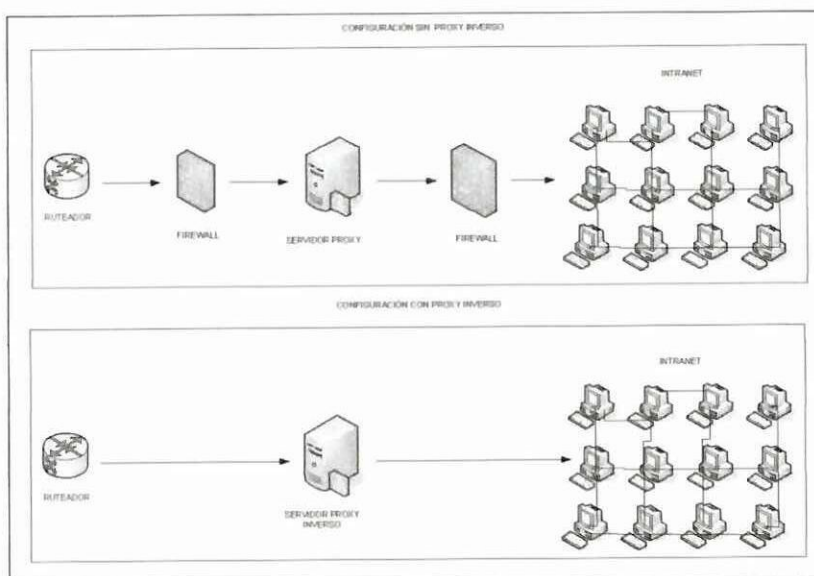 CONFIGURACIÓN SIN PROXY INVERSO
INTRANET
RUTEADOR
FIREWALL
SERVIDOR PROXY
FIREWALL
CONFIGURACIÓN CON PROXY INVERSO
INTRANET
RUTEADOR
SERVIDOR PROXY
INVERSO